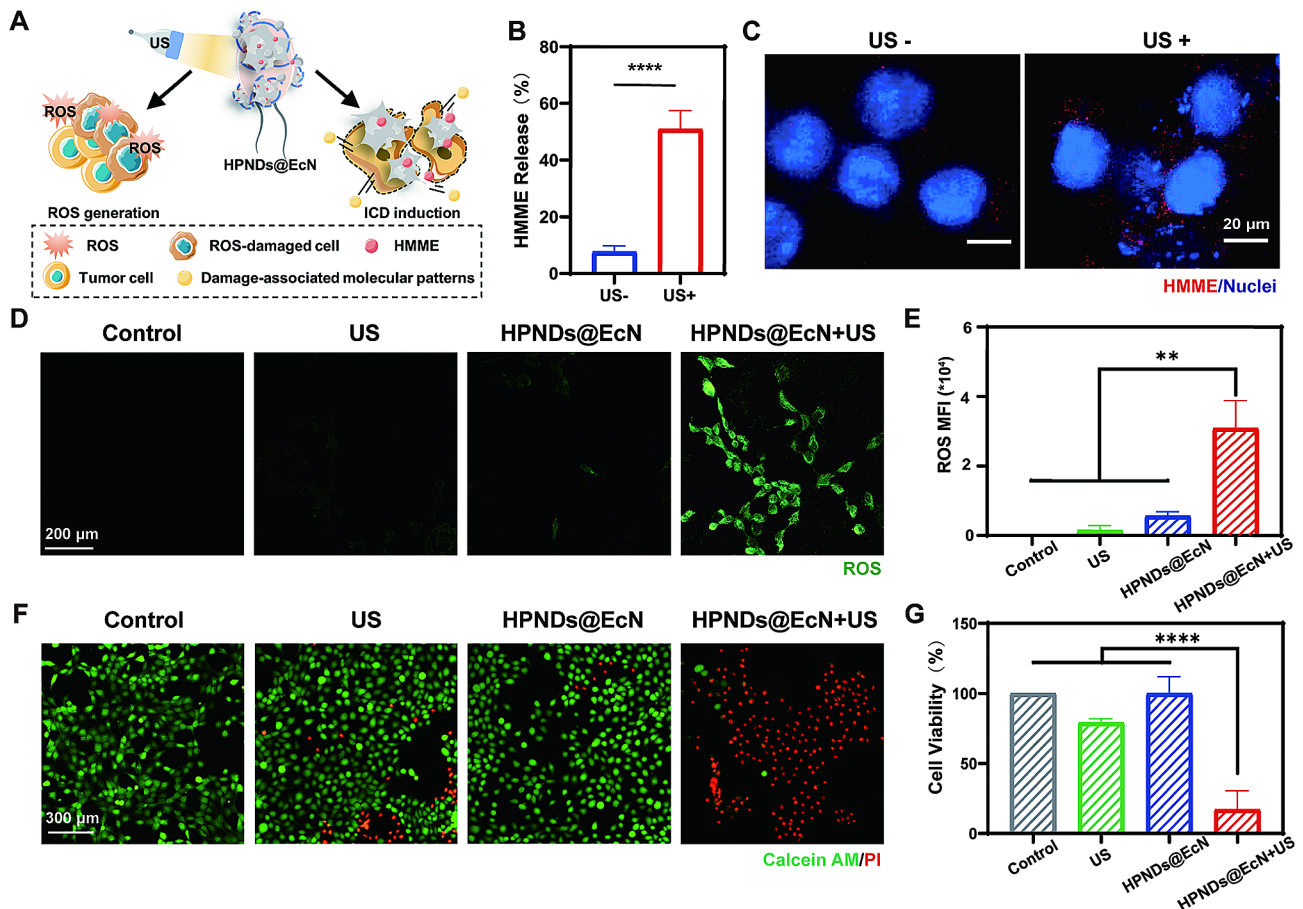 A
US
ROS
ROS
HPNDs@EcN
ROS generation
ICD induction
ROS
ROS-damaged cell
HMME
Tumor cell
Damage-associated molecular patterns
B
HMME Release (%)
80
60
40
20
0
****
US-
US+
C
US -
US +
20 μm
HMME/Nuclei
D
Control
US
HPNDs@EcN
HPNDs@EcN+US
200 μm
ROS
E
ROS MFI (*10⁴)
6
4
2
0
**
Control
US
HPNDs@EcN
HPNDs@EcN+US
F
Control
US
HPNDs@EcN
HPNDs@EcN+US
300 μm
Calcein AM/PI
G
Cell Viability (%)
150
100
50
0
****
Control
US
HPNDs@EcN
HPNDs@EcN+US